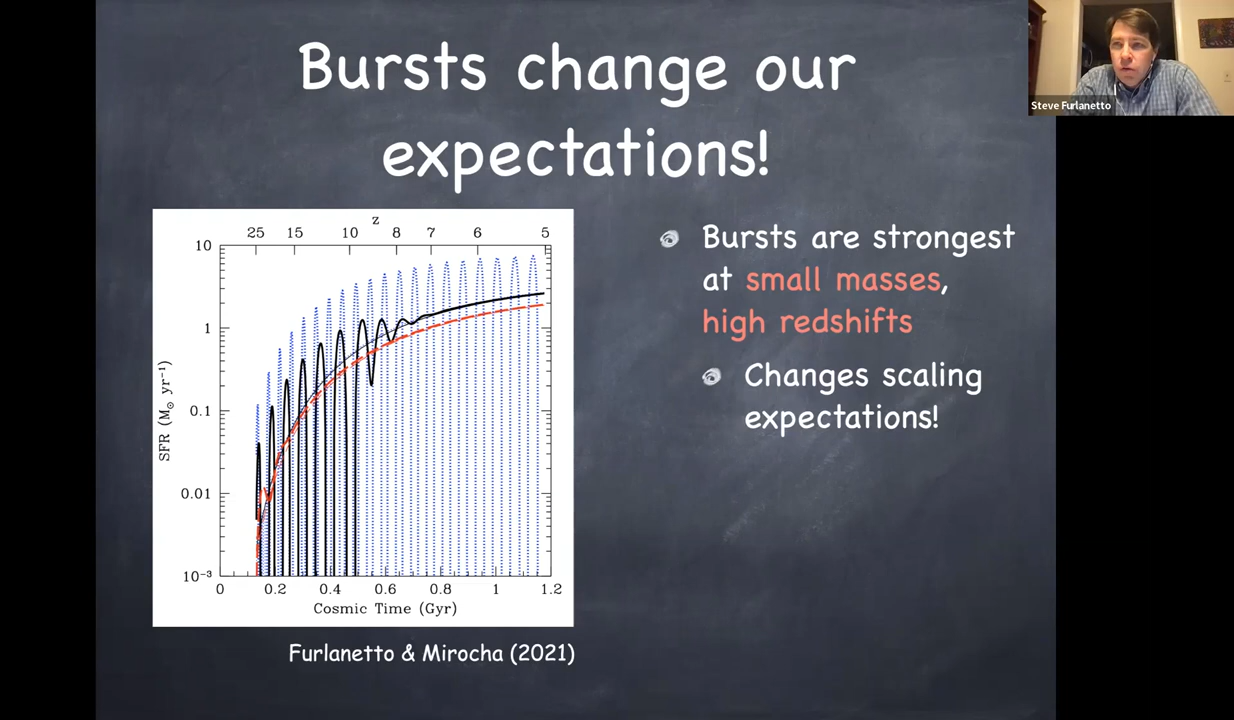 Bursts change our
expectations!
Steve Furlanetto
z
25 15 10 8 7 6 5
10
1
0.1
0.01
10⁻³
SFR (M⊙ yr⁻¹)
0 0.2 0.4 0.6 0.8 1 1.2
Cosmic Time (Gyr)
Furlanetto & Mirocha (2021)
Bursts are strongest
at small masses,
high redshifts
Changes scaling
expectations!